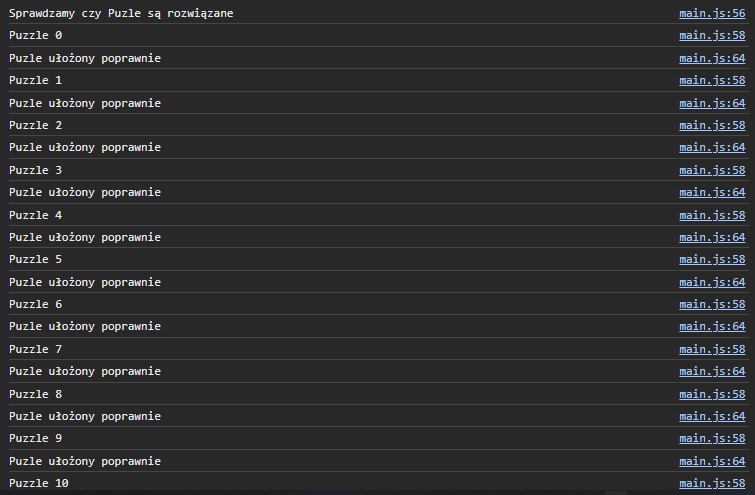 Sprawdzamy czy Puzle są rozwiązane main.js:56
Puzzle 0 main.js:58
Puzle ułożony poprawnie main.js:64
Puzzle 1 main.js:58
Puzle ułożony poprawnie main.js:64
Puzzle 2 main.js:58
Puzle ułożony poprawnie main.js:64
Puzzle 3 main.js:58
Puzle ułożony poprawnie main.js:64
Puzzle 4 main.js:58
Puzle ułożony poprawnie main.js:64
Puzzle 5 main.js:58
Puzle ułożony poprawnie main.js:64
Puzzle 6 main.js:58
Puzle ułożony poprawnie main.js:64
Puzzle 7 main.js:58
Puzle ułożony poprawnie main.js:64
Puzzle 8 main.js:58
Puzle ułożony poprawnie main.js:64
Puzzle 9 main.js:58
Puzle ułożony poprawnie main.js:64
Puzzle 10 main.js:58